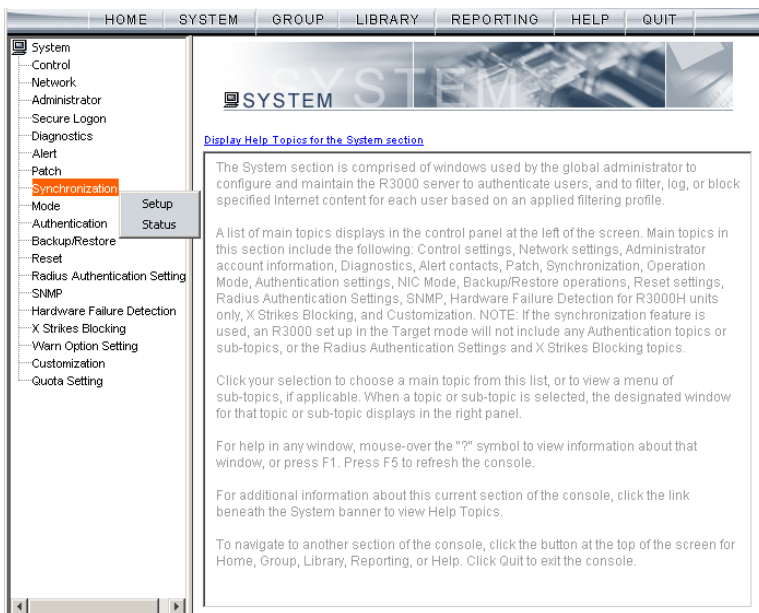 HOME SYSTEM GROUP LIBRARY REPORTING HELP QUIT
System
Control
Network
Administrator
Secure Logon
Diagnostics
Alert
Patch
Synchronization
Mode
Authentication
Backup/Restore
Reset
Radius Authentication Setting
SNMP
Hardware Failure Detection
X Strikes Blocking
Warn Option Setting
Customization
Quota Setting
Setup
Status
SYSTEM
SYSTEM
Display Help Topics for the System section
The System section is comprised of windows used by the global administrator to
configure and maintain the R3000 server to authenticate users, and to filter, log, or block
specified Internet content for each user based on an applied filtering profile.
A list of main topics displays in the control panel at the left of the screen. Main topics in
this section include the following: Control settings, Network settings, Administrator
account information, Diagnostics, Alert contacts, Patch, Synchronization, Operation
Mode, Authentication settings, NIC Mode, Backup/Restore operations, Reset settings,
Radius Authentication Settings, SNMP, Hardware Failure Detection for R3000H units
only, X Strikes Blocking, and Customization. NOTE: If the synchronization feature is
used, an R3000 set up in the Target mode will not include any Authentication topics or
sub-topics, or the Radius Authentication Settings and X Strikes Blocking topics.
Click your selection to choose a main topic from this list, or to view a menu of
sub-topics, if applicable. When a topic or sub-topic is selected, the designated window
for that topic or sub-topic displays in the right panel.
For help in any window, mouse-over the "?" symbol to view information about that
window, or press F1. Press F5 to refresh the console.
For additional information about this current section of the console, click the link
beneath the System banner to view Help Topics.
To navigate to another section of the console, click the button at the top of the screen for
Home, Group, Library, Reporting, or Help. Click Quit to exit the console.